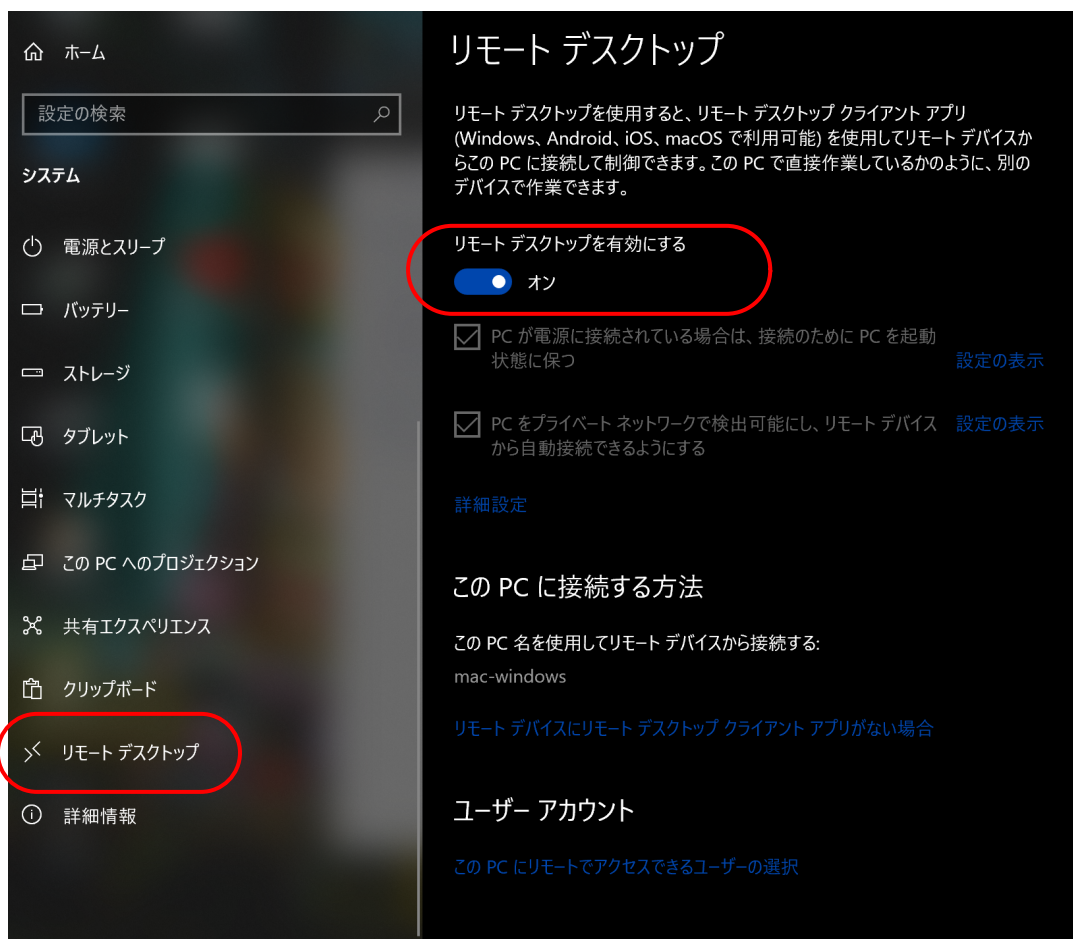 ホーム
設定の検索
システム
電源とスリープ
バッテリー
ストレージ
タブレット
マルチタスク
この PC へのプロジェクション
共有エクスペリエンス
クリップボード
リモート デスクトップ
詳細情報
リモート デスクトップ
リモート デスクトップを使用すると、リモート デスクトップ クライアント アプリ
(Windows、Android、iOS、macOS で利用可能) を使用してリモート デバイスか
らこの PC に接続して制御できます。この PC で直接作業しているかのように、別の
デバイスで作業できます。
リモート デスクトップを有効にする
オン
PC が電源に接続されている場合は、接続のために PC を起動
状態に保つ
設定の表示
PC をプライベート ネットワークで検出可能にし、リモート デバイス
から自動接続できるようにする
設定の表示
詳細設定
この PC に接続する方法
この PC 名を使用してリモート デバイスから接続する:
mac-windows
リモート デバイスにリモート デスクトップ クライアント アプリがない場合
ユーザー アカウント
この PC にリモートでアクセスできるユーザーの選択